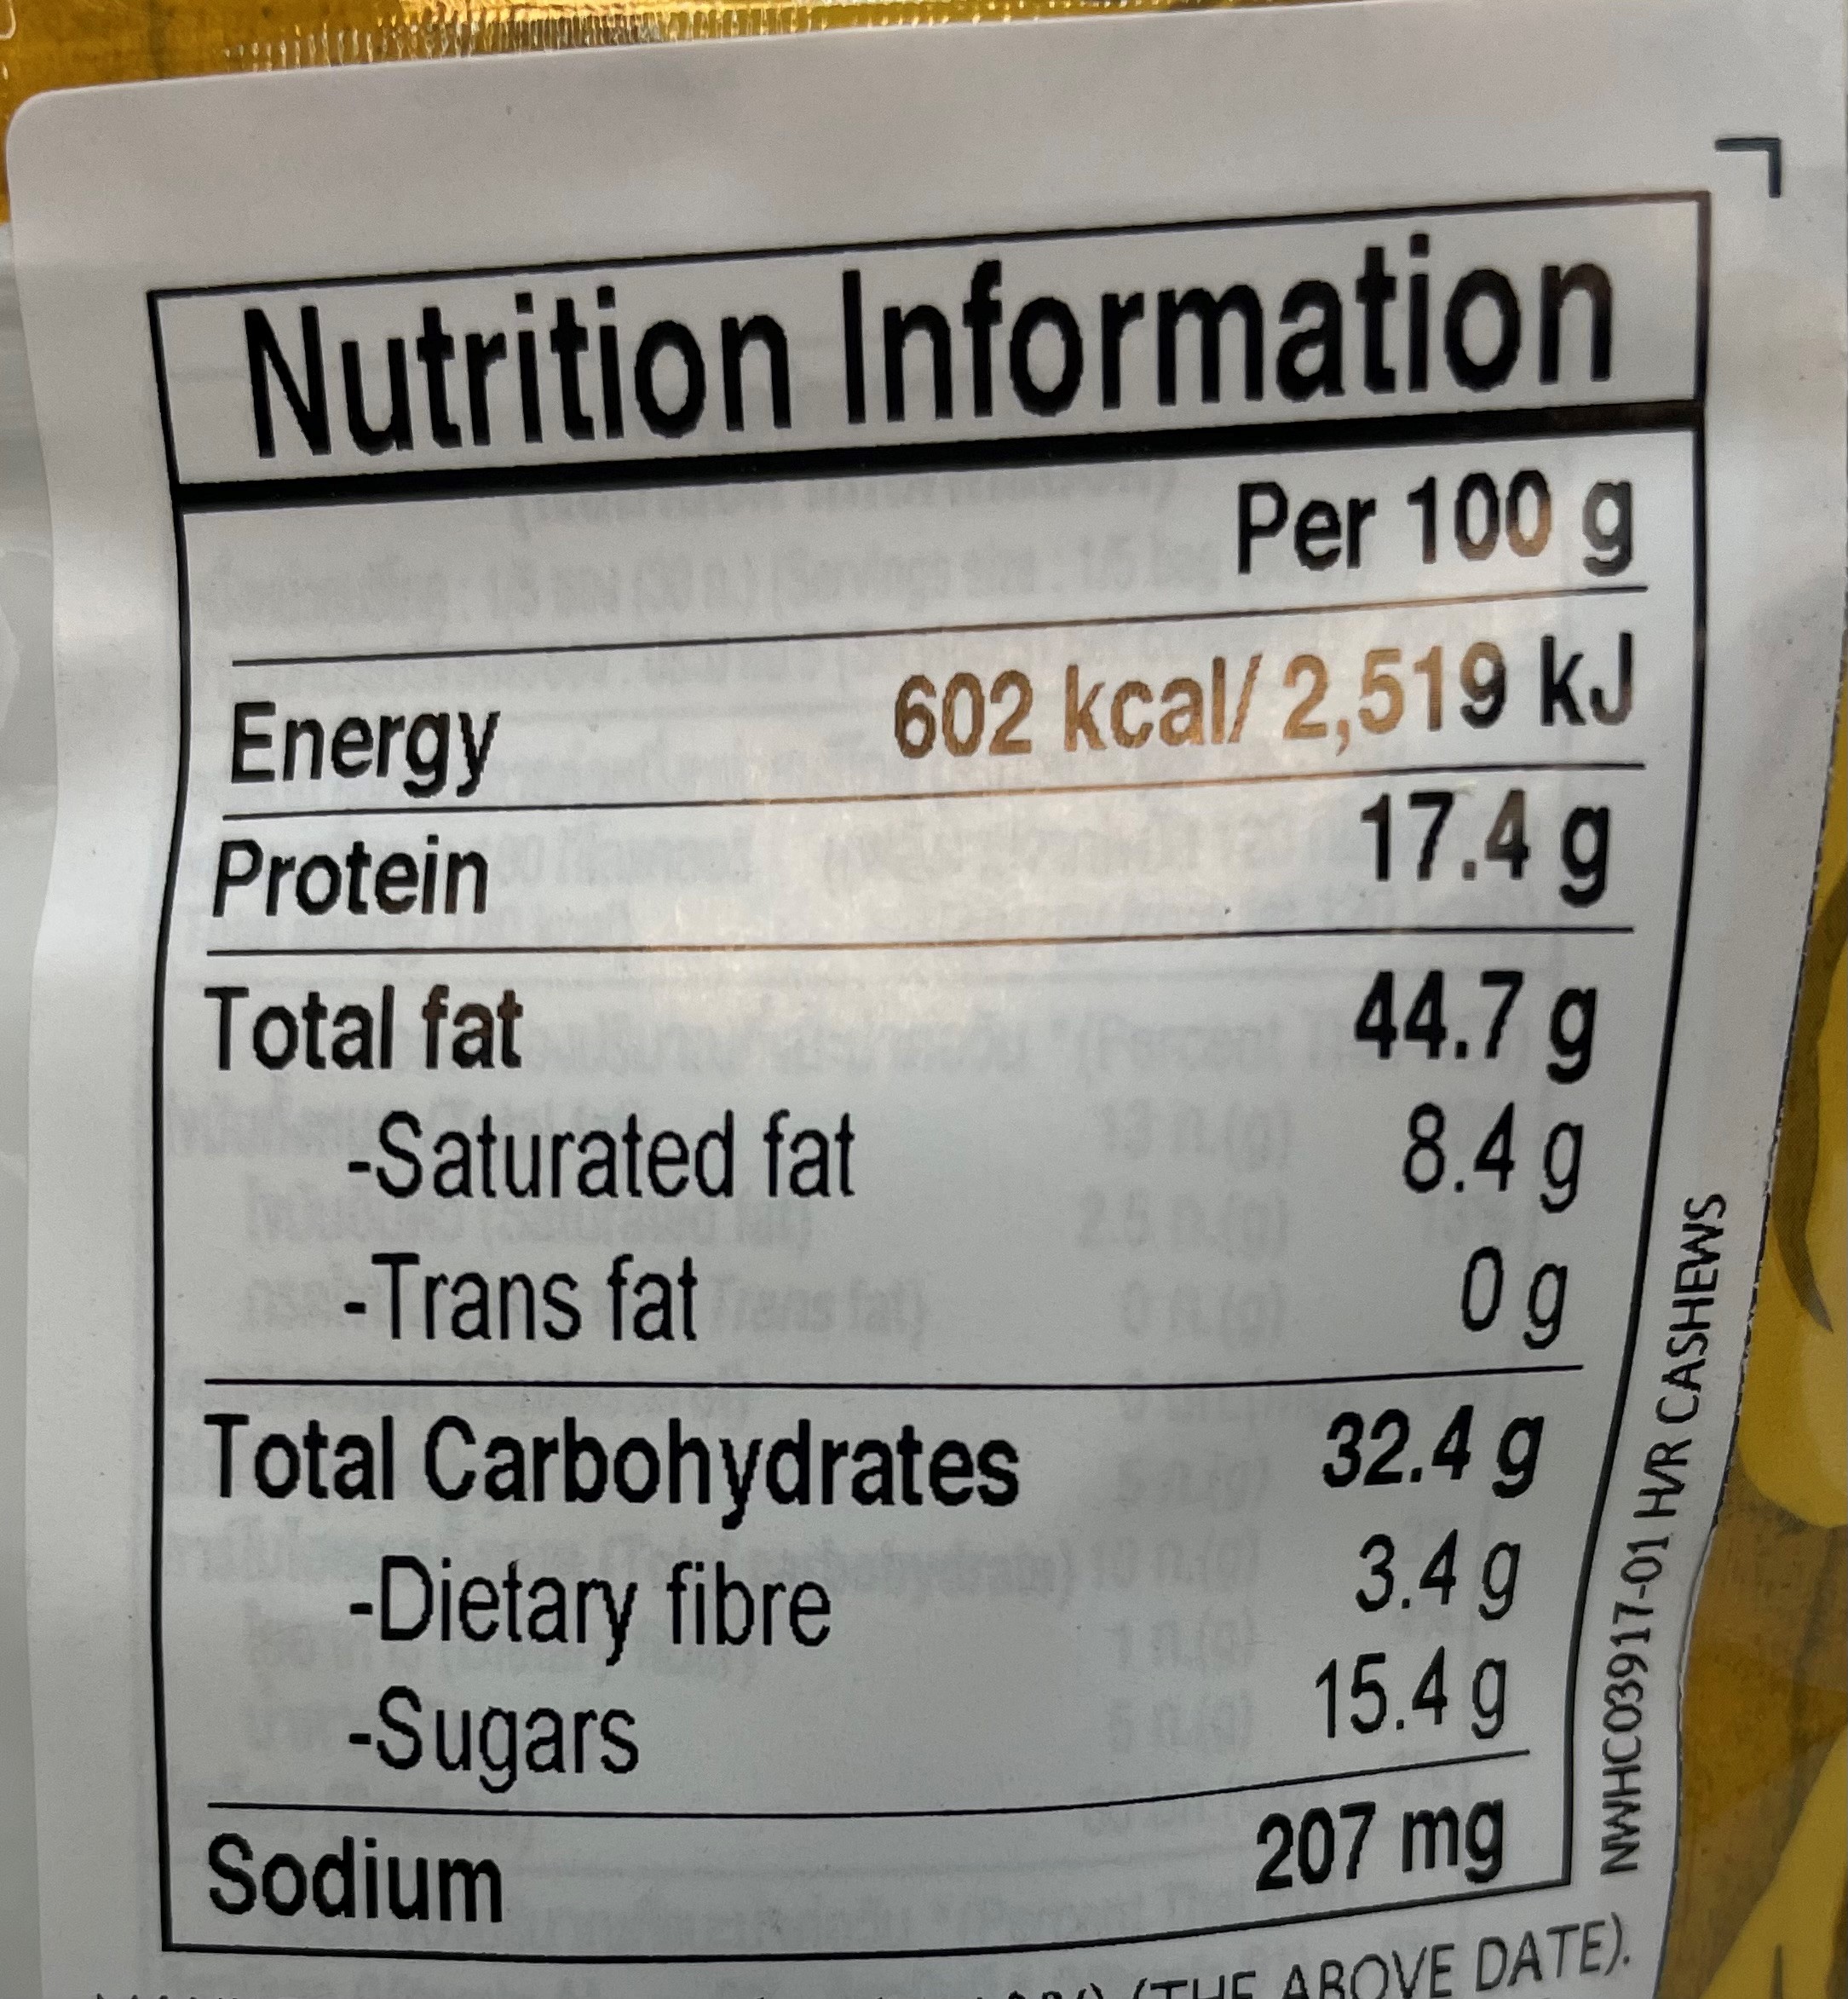 Nutrition Information
Per 100 g
Energy 602 kcal/ 2,519 kJ
Protein 17.4 g
Total fat 44.7 g
-Saturated fat 8.4 g
-Trans fat 0 g
Total Carbohydrates 32.4 g
-Dietary fibre 3.4 g
-Sugars 15.4 g
Sodium 207 mg
NWHC03917-01 H/R CASHEWS
(THE ABOVE DATE).